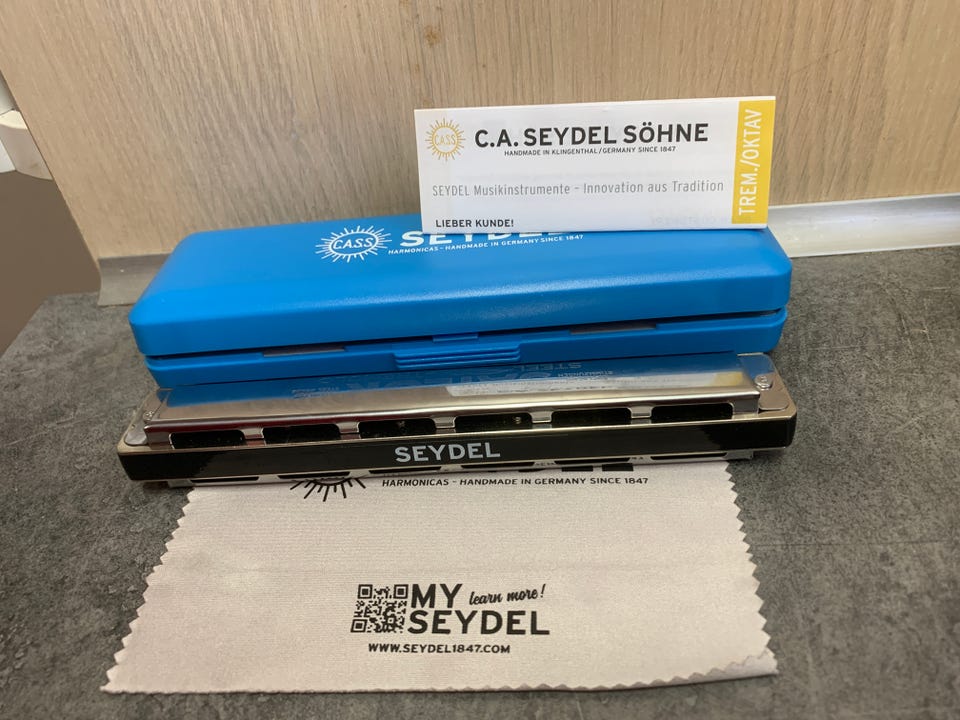 CASS
C.A. SEYDEL SÖHNE
HANDMADE IN KLINGENTHAL/GERMANY SINCE 1847
SEYDEL Musikinstrumente - Innovation aus Tradition
LIEBER KUNDE!
TREM./OKTAV
CASS
SEYDEL
HARMONICAS - HANDMADE IN GERMANY SINCE 1847
SEYDEL
HARMONICAS - HANDMADE IN GERMANY SINCE 1847
MY
learn more!
SEYDEL
WWW.SEYDEL1847.COM